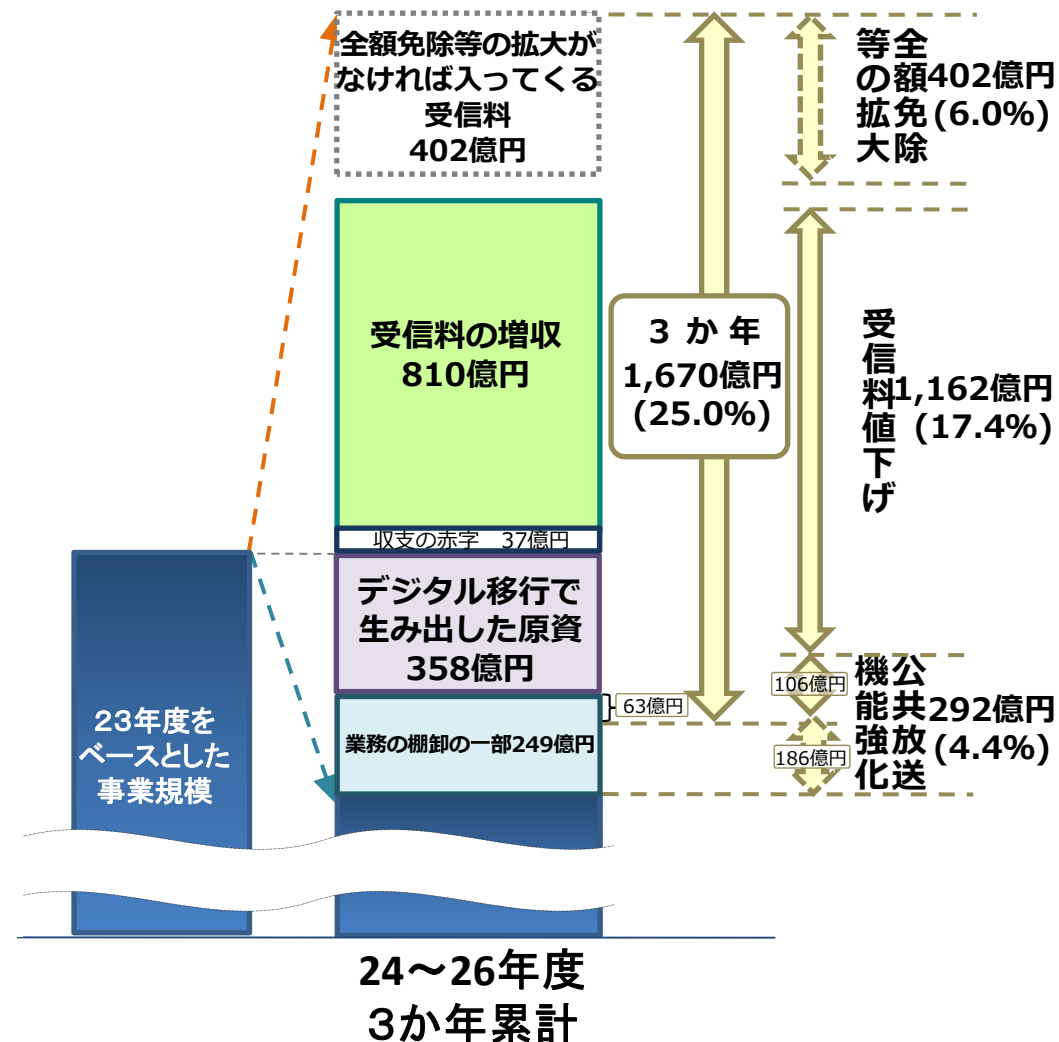 全額免除等の拡大が
なければ入ってくる
受信料
402億円
受信料の増収
810億円
収支の赤字 37億円
デジタル移行で
生み出した原資
358億円
業務の棚卸の一部249億円
63億円
23年度を
ベースとした
事業規模
24～26年度
３か年累計
３か年
1,670億円
(25.0%)
全額免除
等の拡大
402億円
(6.0%)
受信料値下げ
1,162億円
(17.4%)
106億円
186億円
公共放送
機能強化
292億円
(4.4%)